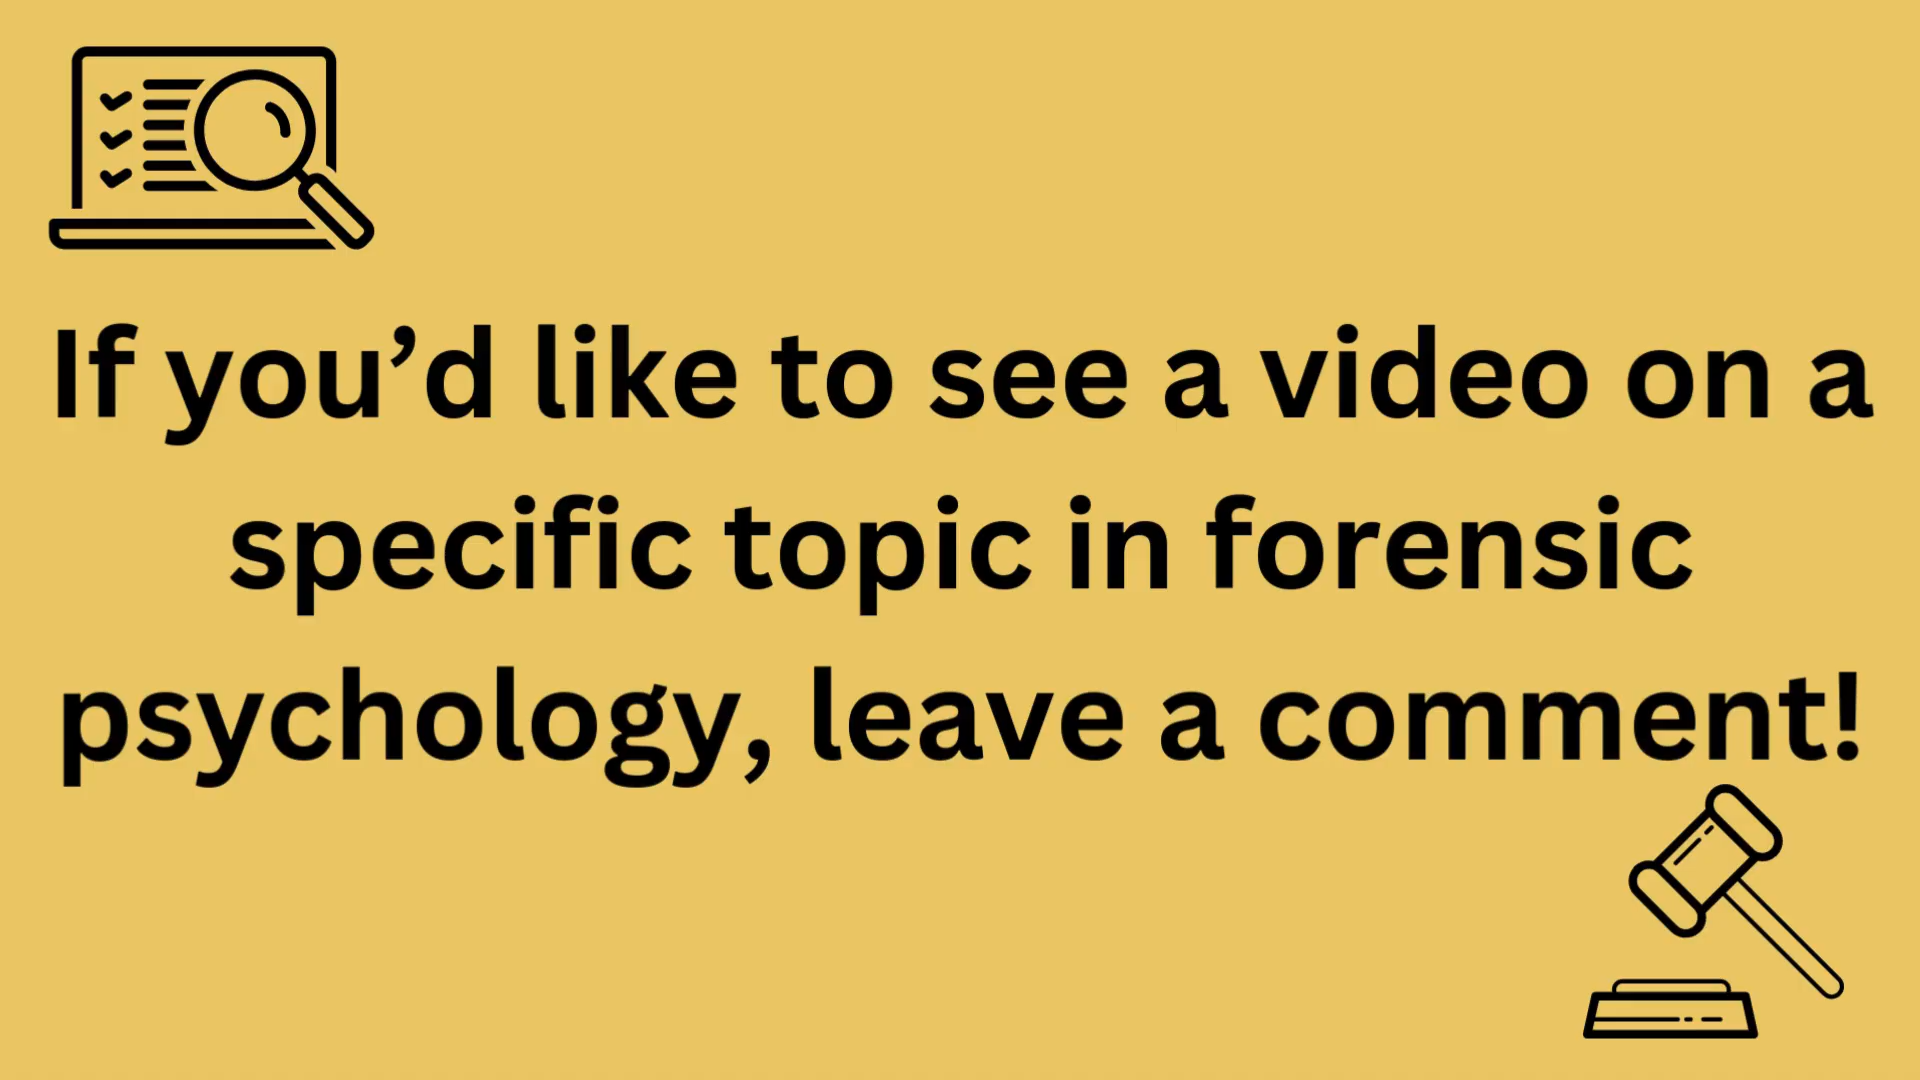 If you’d like to see a video on a
specific topic in forensic
psychology, leave a comment!